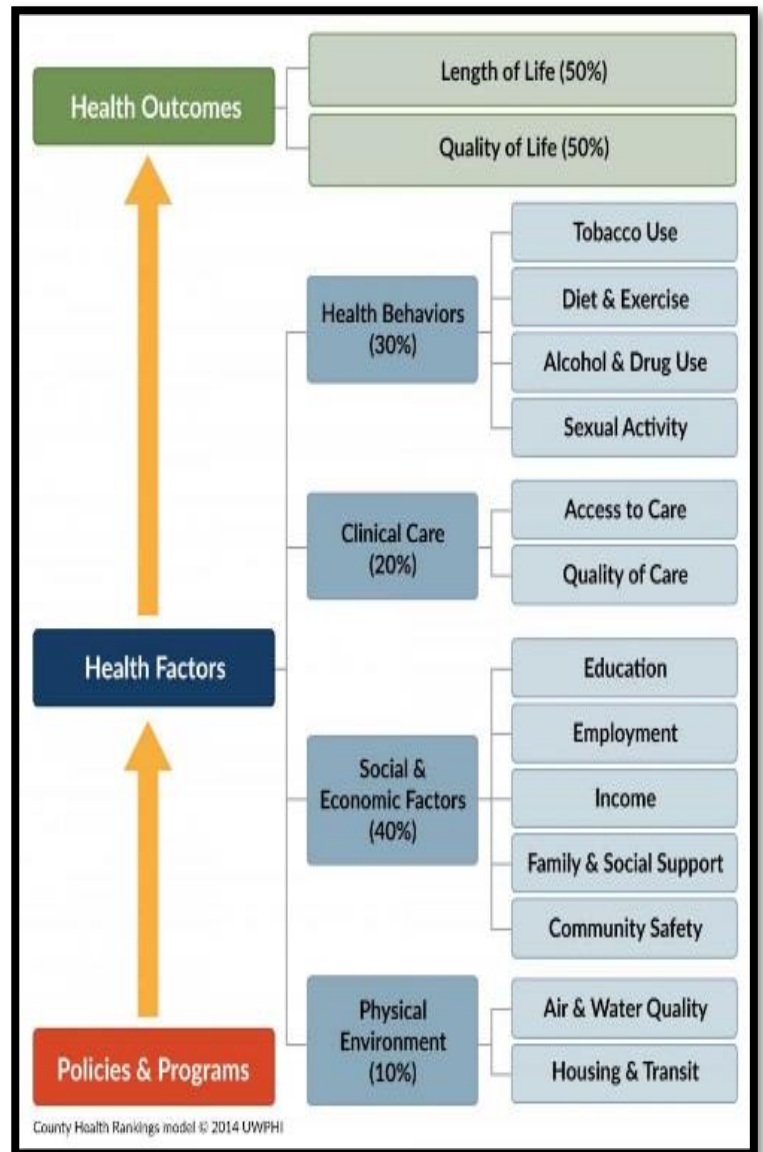 Health Outcomes
Length of Life (50%)
Quality of Life (50%)
Health Behaviors
(30%)
Tobacco Use
Diet & Exercise
Alcohol & Drug Use
Sexual Activity
Clinical Care
(20%)
Access to Care
Quality of Care
Health Factors
Social &
Economic Factors
(40%)
Education
Employment
Income
Family & Social Support
Community Safety
Physical
Environment
(10%)
Air & Water Quality
Housing & Transit
Policies & Programs
County Health Rankings model © 2014 UWPHI